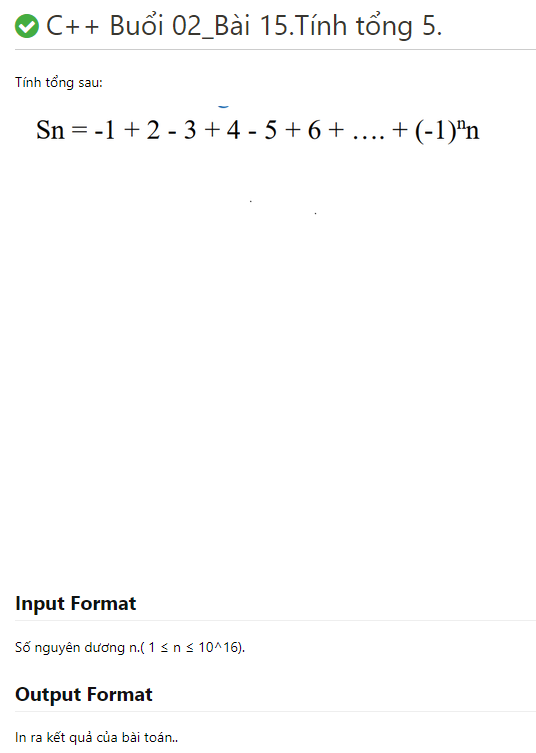 C++ Buổi 02_Bài 15.Tính tổng 5.
Tính tổng sau:
Sn = -1 + 2 - 3 + 4 - 5 + 6 + .... + (-1)ⁿn
Input Format
Số nguyên dương n.( 1 ≤ n ≤ 10^16).
Output Format
In ra kết quả của bài toán..